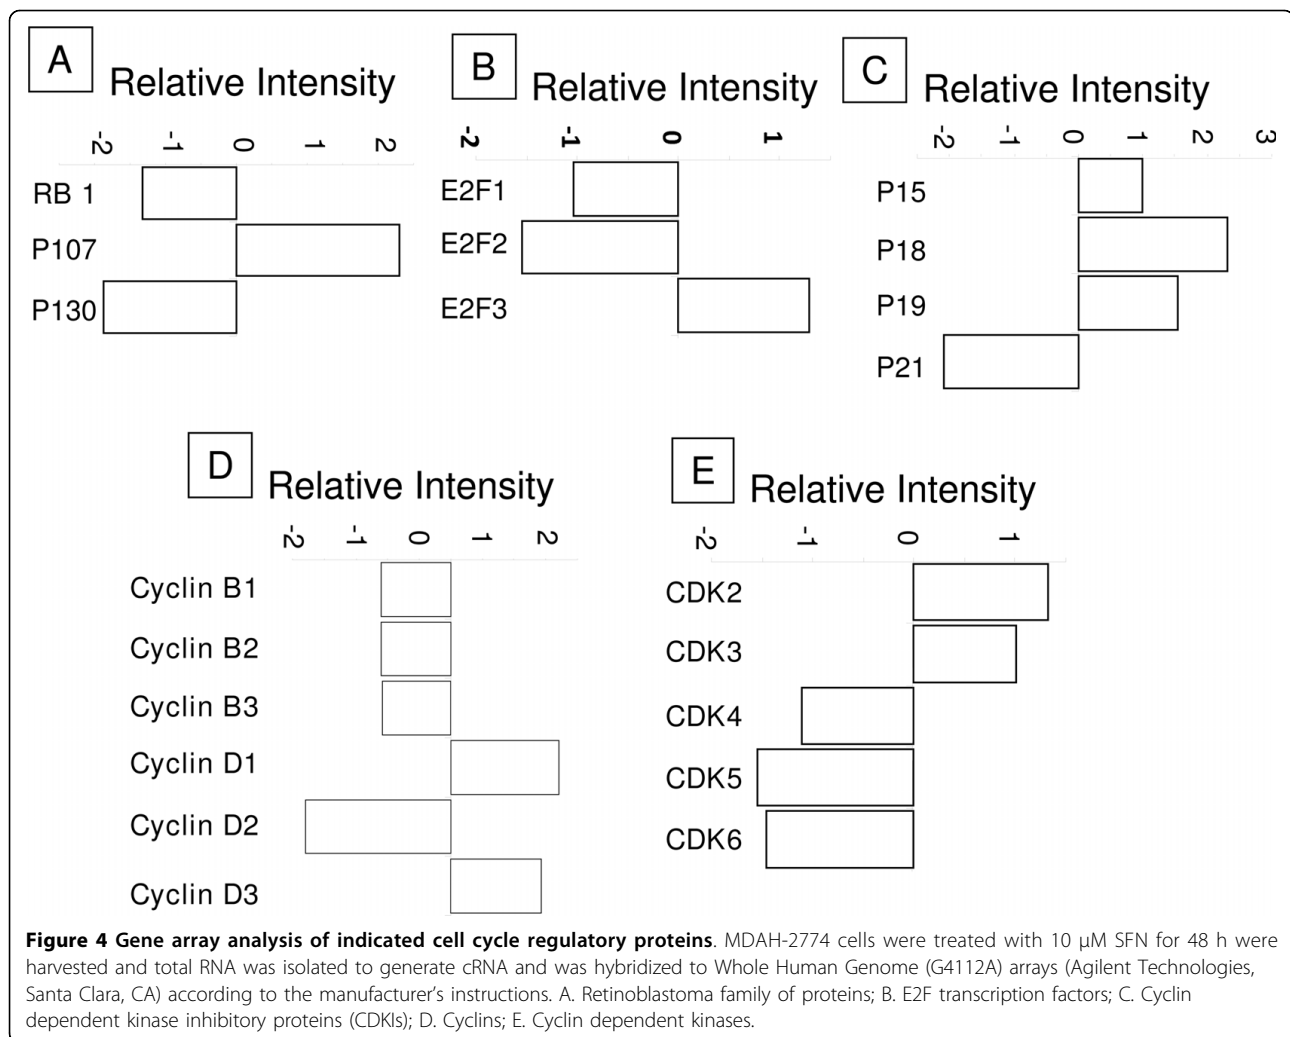 A
Relative Intensity
-2 -1 0 1 2
RB 1
P107
P130
B
Relative Intensity
-2 -1 0 1
E2F1
E2F2
E2F3
C
Relative Intensity
-2 -1 0 1 2 3
P15
P18
P19
P21
D
Relative Intensity
-2 -1 0 1 2
Cyclin B1
Cyclin B2
Cyclin B3
Cyclin D1
Cyclin D2
Cyclin D3
E
Relative Intensity
-2 -1 0 1
CDK2
CDK3
CDK4
CDK5
CDK6
Figure 4 Gene array analysis of indicated cell cycle regulatory proteins. MDAH-2774 cells were treated with 10 μM SFN for 48 h were
harvested and total RNA was isolated to generate cRNA and was hybridized to Whole Human Genome (G4112A) arrays (Agilent Technologies,
Santa Clara, CA) according to the manufacturer's instructions. A. Retinoblastoma family of proteins; B. E2F transcription factors; C. Cyclin
dependent kinase inhibitory proteins (CDKIs); D. Cyclins; E. Cyclin dependent kinases.